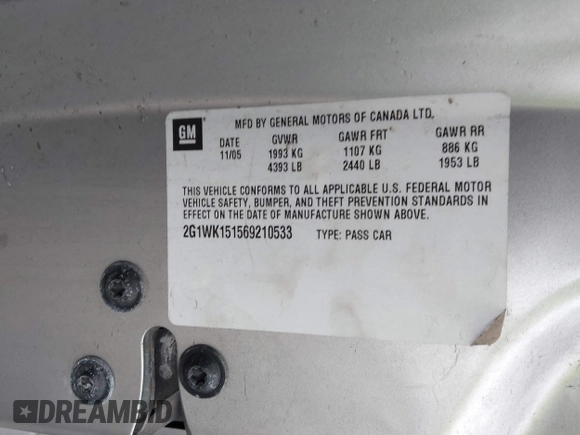 GM
MFD BY GENERAL MOTORS OF CANADA LTD.
DATE GVWR GAWR FRT GAWR RR
11/05 1993 KG 1107 KG 886 KG
4393 LB 2440 LB 1953 LB
THIS VEHICLE CONFORMS TO ALL APPLICABLE U.S. FEDERAL MOTOR
VEHICLE SAFETY, BUMPER, AND THEFT PREVENTION STANDARDS IN
EFFECT ON THE DATE OF MANUFACTURE SHOWN ABOVE.
2G1WK151569210533 TYPE: PASS CAR
DREAMBID